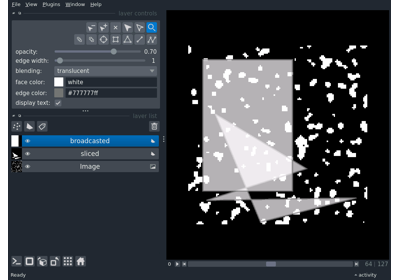 File View Plugins Window Help
layer controls
opacity: 0.70
edge width: 1
blending: translucent
face color: white
edge color: #777777ff
display text:
layer list
broadcasted
sliced
Image
64 127
Ready
activity